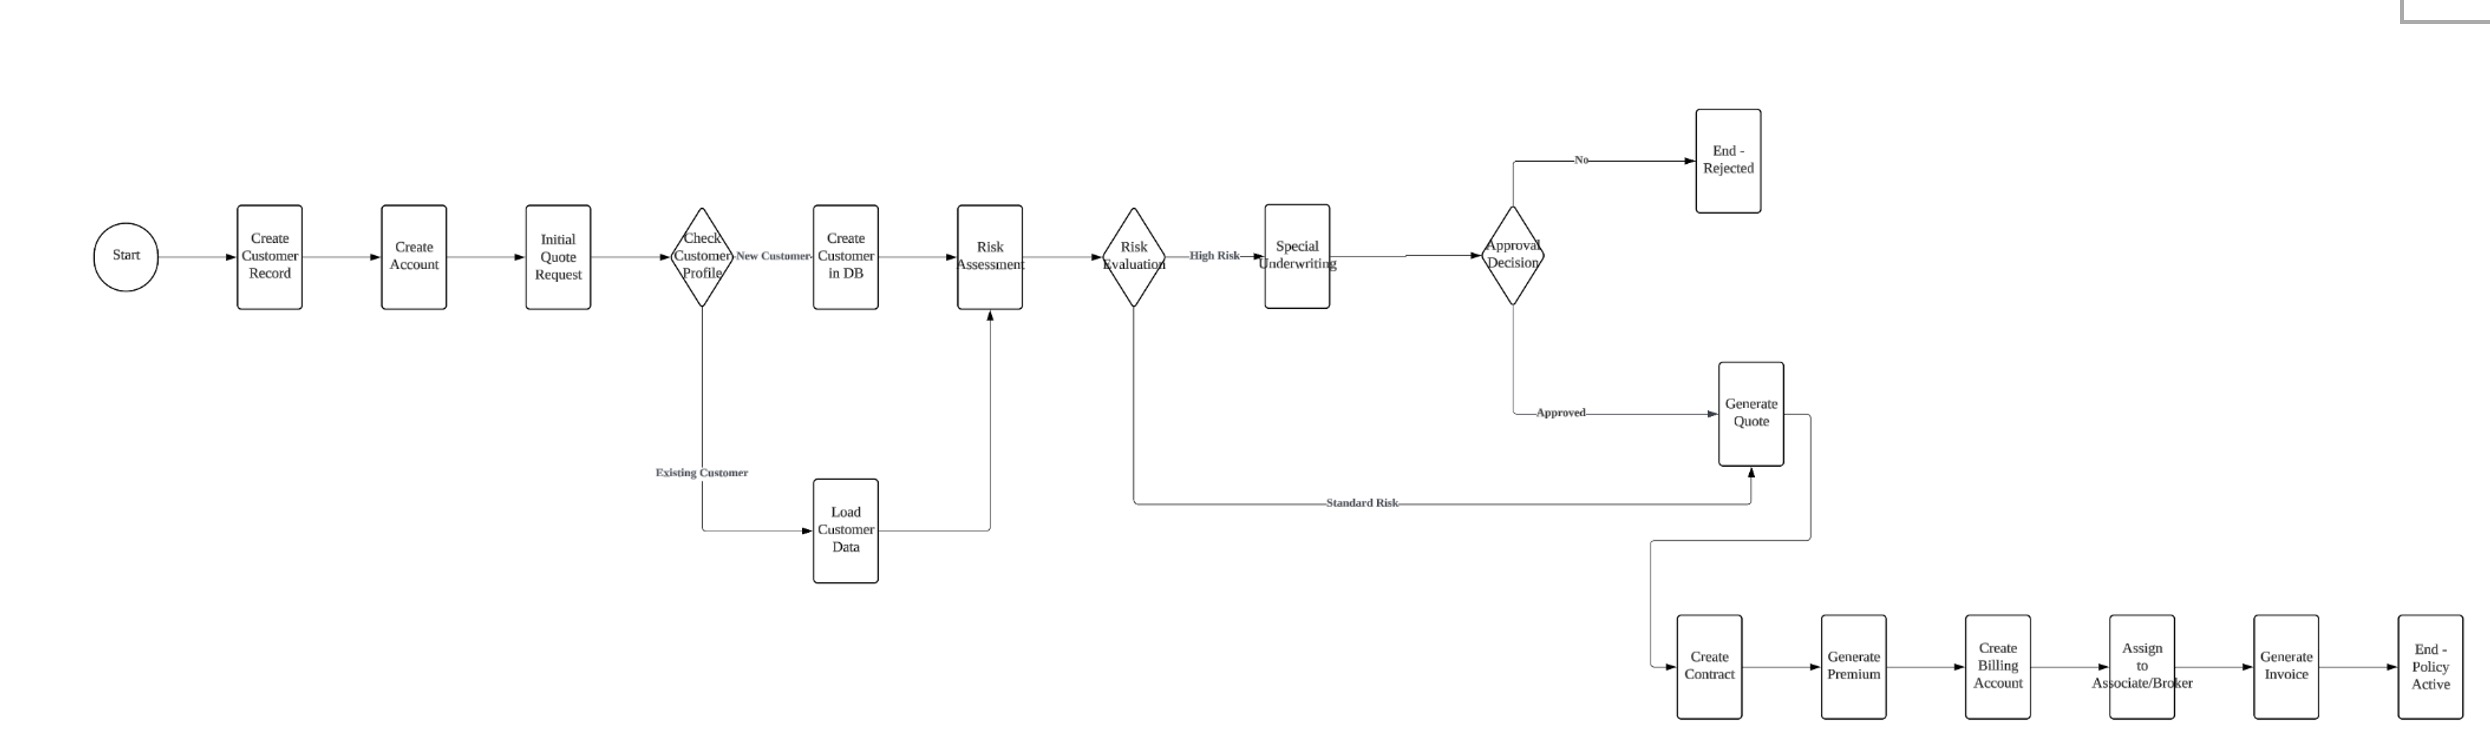 Start
Create
Customer
Record
Create
Account
Initial
Quote
Request
Check
Customer
Profile
New Customer
Create
Customer
in DB
Risk
Assessment
Risk
Evaluation
High Risk
Special
Underwriting
Approval
Decision
No
End -
Rejected
Approved
Generate
Quote
Existing Customer
Standard Risk
Load
Customer
Data
Create
Contract
Generate
Premium
Create
Billing
Account
Assign
to
Associate/Broker
Generate
Invoice
End -
Policy
Active